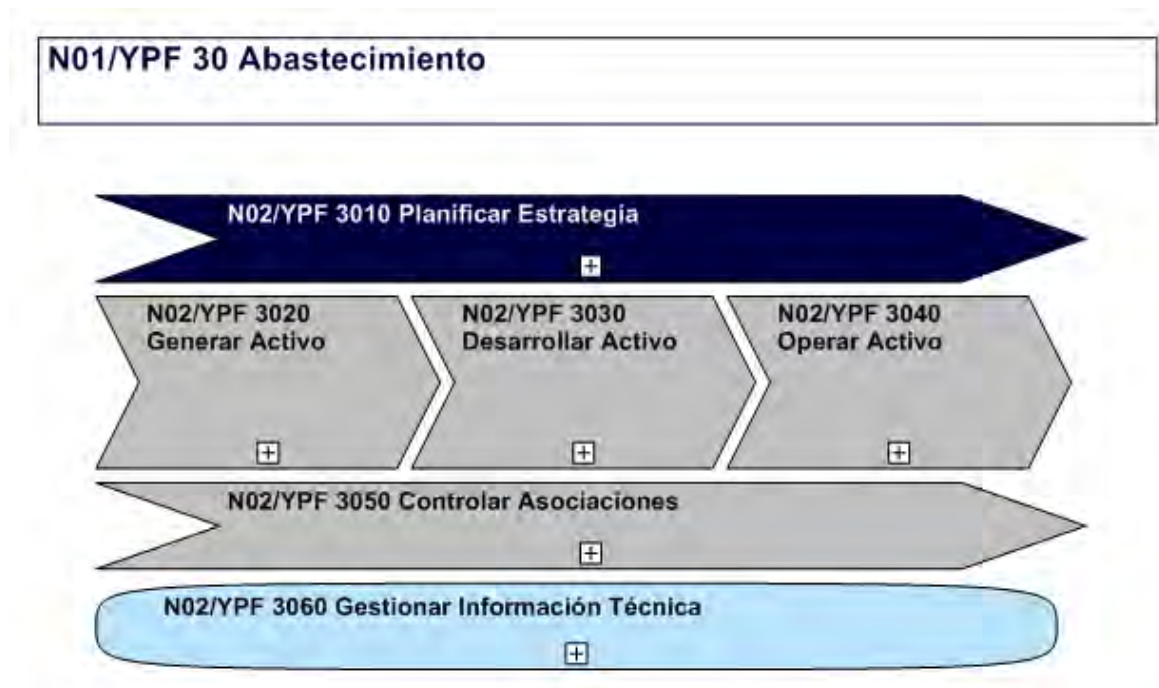 N01/YPF 30 Abastecimiento
N02/YPF 3010 Planificar Estrategia
N02/YPF 3020
Generar Activo
N02/YPF 3030
Desarrollar Activo
N02/YPF 3040
Operar Activo
N02/YPF 3050 Controlar Asociaciones
N02/YPF 3060 Gestionar Información Técnica